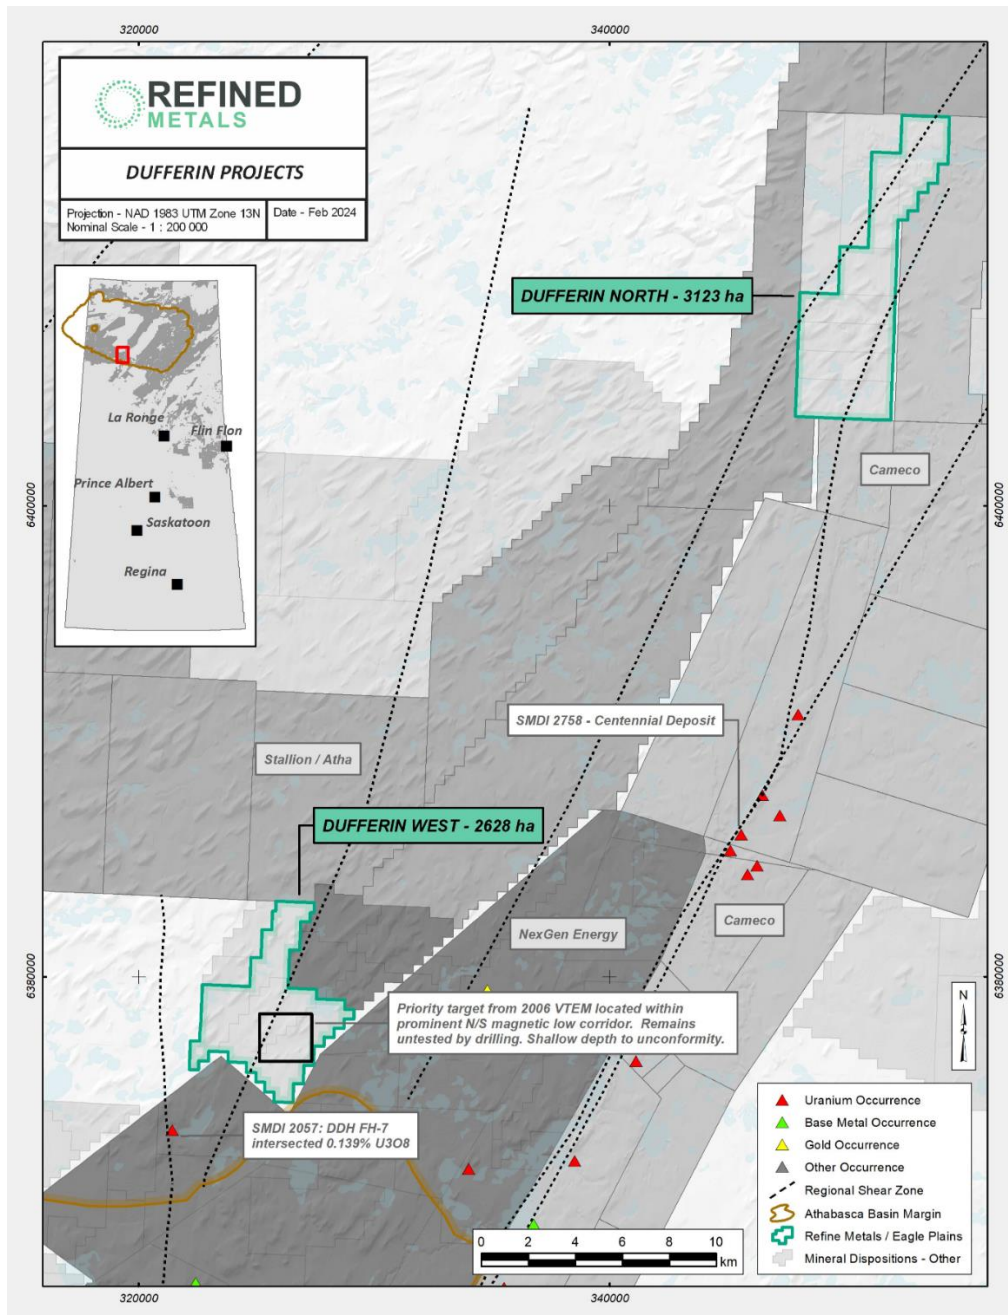 320000
340000
REFINED
METALS
DUFFERIN PROJECTS
Projection - NAD 1983 UTM Zone 13N
Nominal Scale - 1 : 200 000
Date - Feb 2024
DUFFERIN NORTH - 3123 ha
La Ronge
Flin Flon
Prince Albert
Saskatoon
Regina
Cameco
6400000
6400000
SMDI 2758 - Centennial Deposit
Stallion / Atha
DUFFERIN WEST - 2628 ha
NexGen Energy
Cameco
6380000
6380000
Priority target from 2006 VTEM located within
prominent N/S magnetic low corridor. Remains
untested by drilling. Shallow depth to unconformity.
N
SMDI 2057: DDH FH-7
intersected 0.139% U3O8
Uranium Occurrence
Base Metal Occurrence
Gold Occurrence
Other Occurrence
Regional Shear Zone
Athabasca Basin Margin
Refine Metals / Eagle Plains
Mineral Dispositions - Other
0 2 4 6 8 10
km
320000
340000